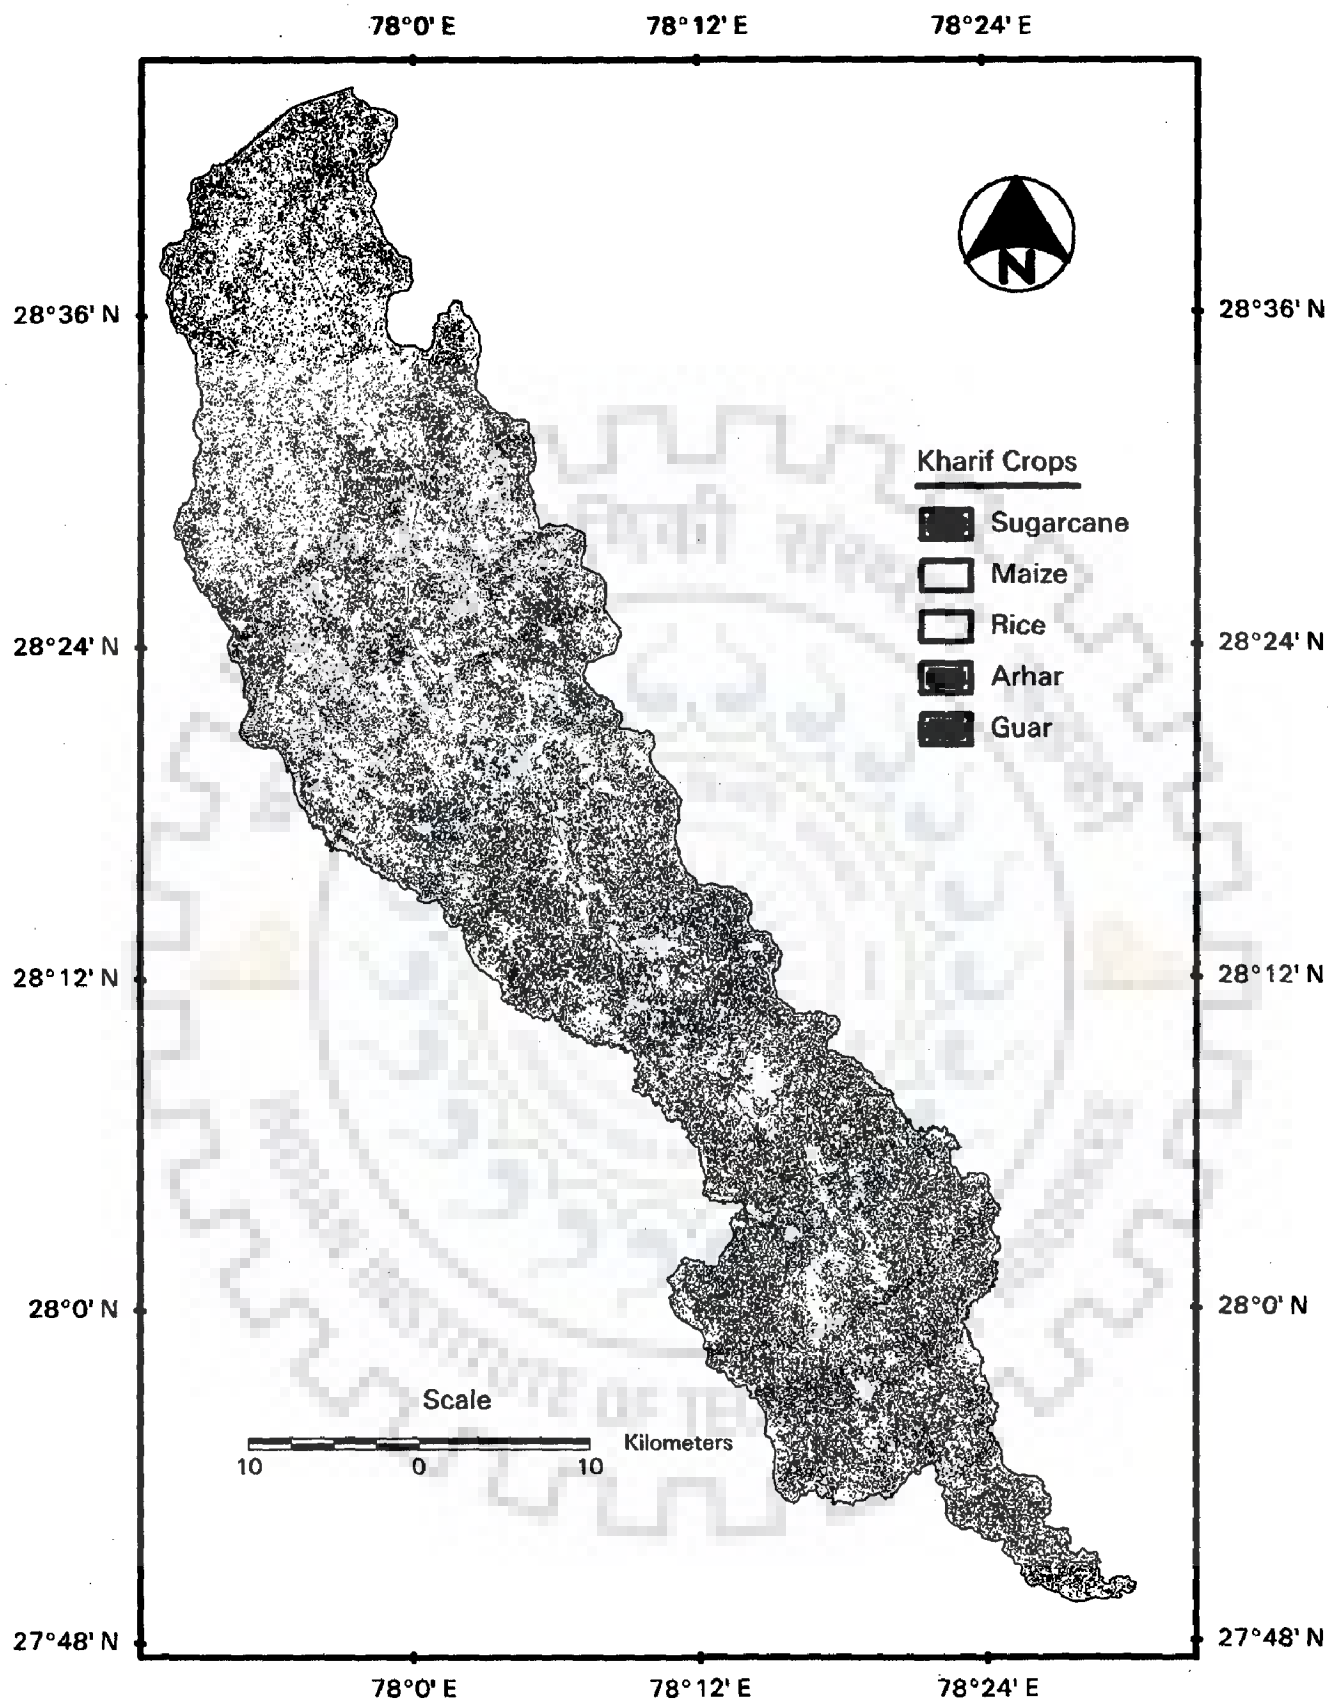 78°0' E 78°12' E 78°24' E
28°36' N 28°36' N
Kharif Crops
Sugarcane
Maize
Rice
Arhar
Guar
28°24' N 28°24' N
28°12' N 28°12' N
28°0' N 28°0' N
Scale
Kilometers
10 0 10
27°48' N 27°48' N
78°0' E 78°12' E 78°24' E
N
INSTITUTE OF